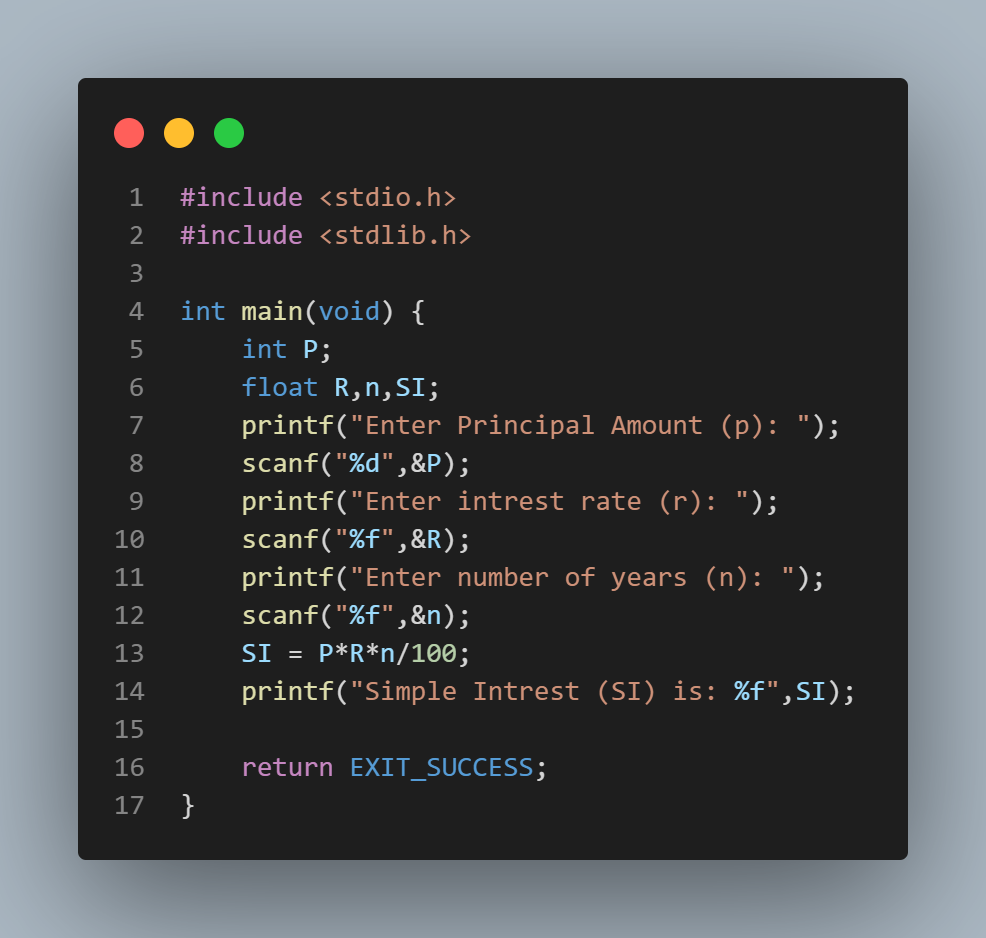 1 #include <stdio.h>
2 #include <stdlib.h>
3
4 int main(void) {
5     int P;
6     float R,n,SI;
7     printf("Enter Principal Amount (p): ");
8     scanf("%d",&P);
9     printf("Enter intrest rate (r): ");
10     scanf("%f",&R);
11     printf("Enter number of years (n): ");
12     scanf("%f",&n);
13     SI = P*R*n/100;
14     printf("Simple Intrest (SI) is: %f",SI);
15
16     return EXIT_SUCCESS;
17 }